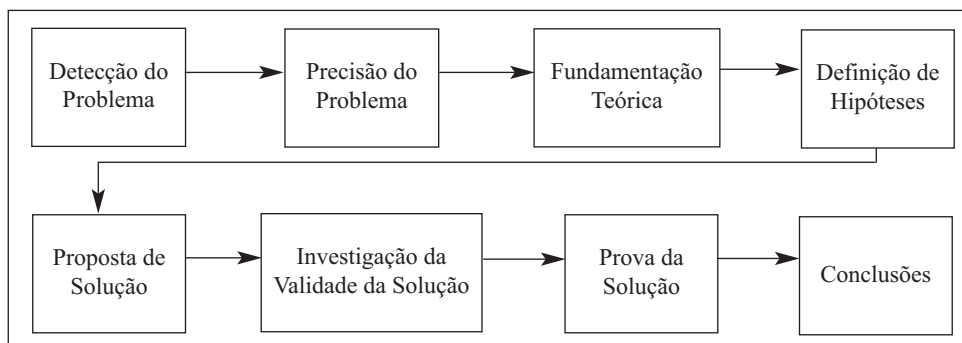 Detecção do
Problema
Precisão do
Problema
Fundamentação
Teórica
Definição de
Hipóteses
Proposta de
Solução
Investigação da
Validade da Solução
Prova da
Solução
Conclusões